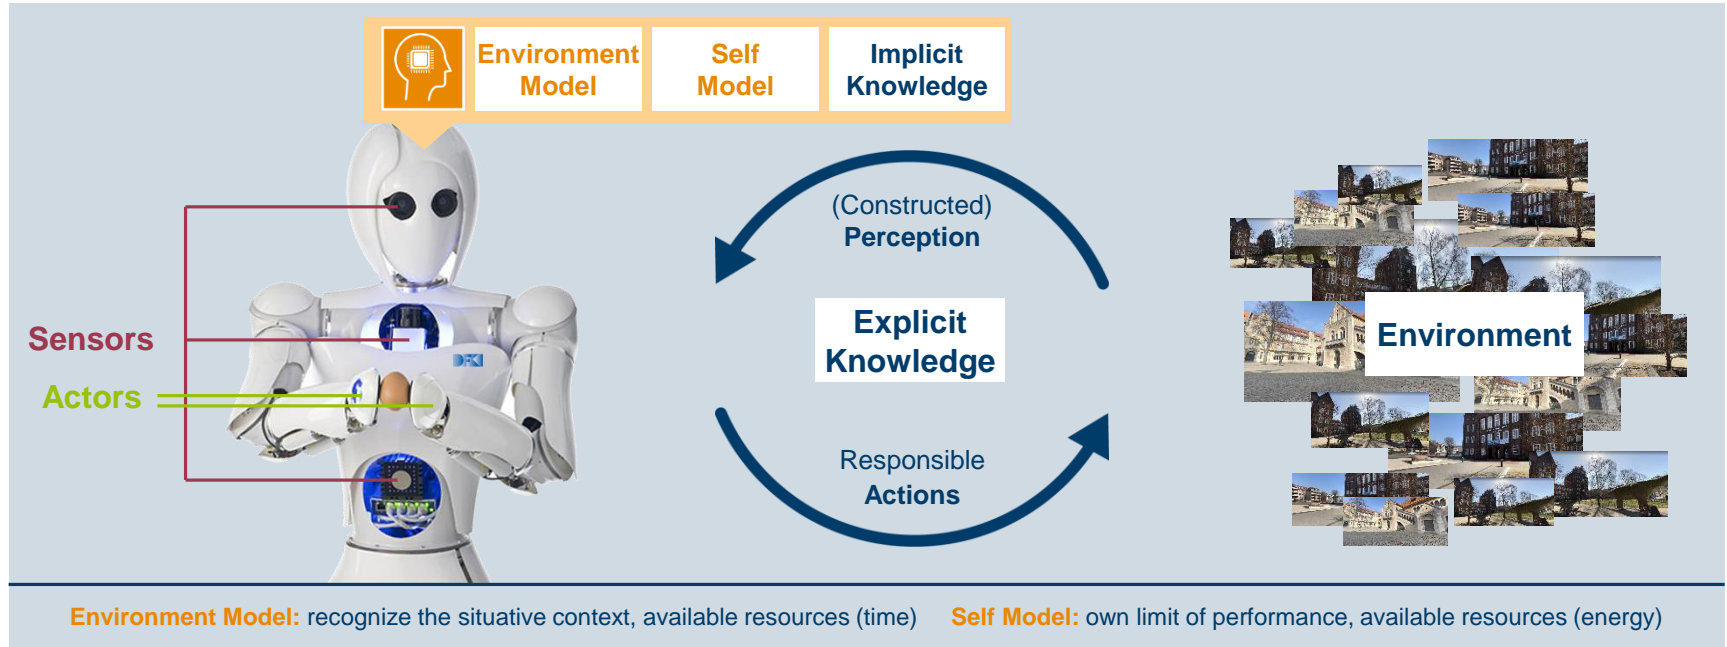 Environment
Model
Self
Model
Implicit
Knowledge
(Constructed)
Perception
Explicit
Knowledge
Environment
Sensors
Actors
DFKI
Responsible
Actions
Environment Model: recognize the situative context, available resources (time)
Self Model: own limit of performance, available resources (energy)